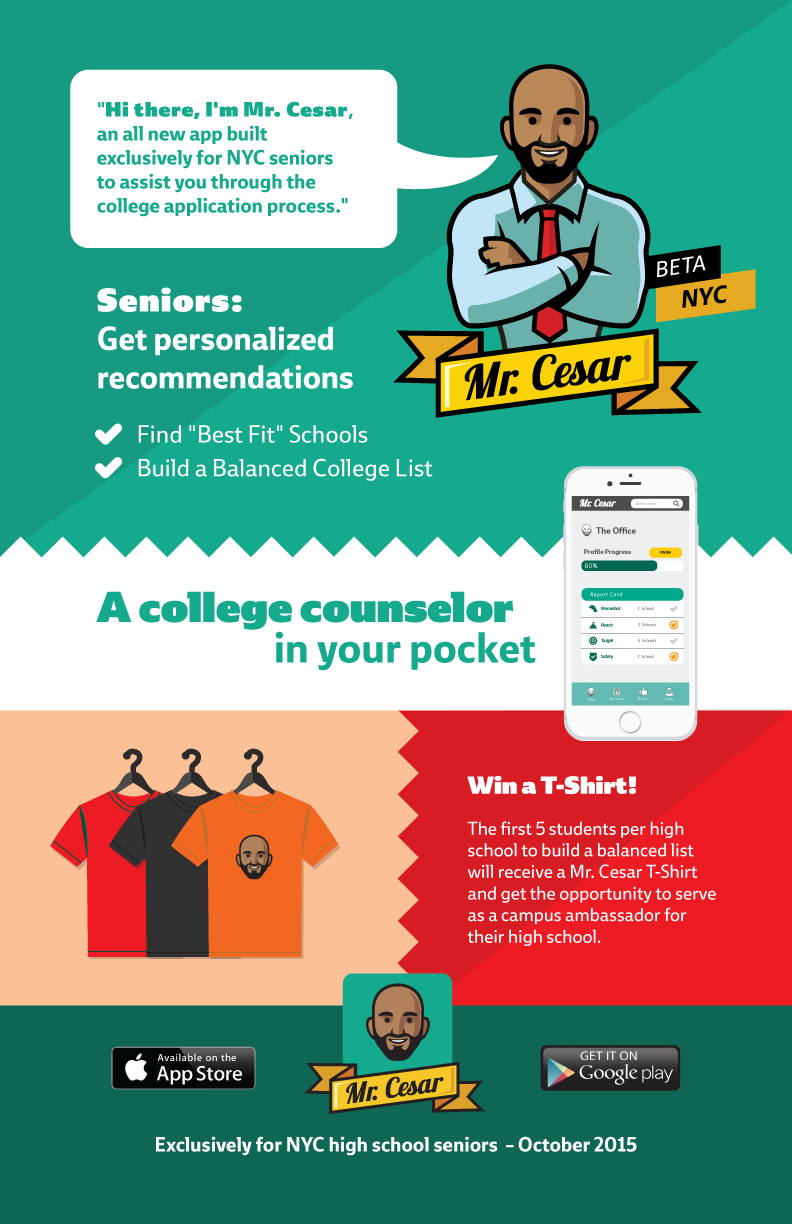 "Hi there, I'm Mr. Cesar,
an all new app built
exclusively for NYC seniors
to assist you through the
college application process."
BETA
NYC
Mr. Cesar
Seniors:
Get personalized
recommendations
Find "Best Fit" Schools
Build a Balanced College List
Mr. Cesar
The Office
Profile Progress
FINISH
60%
Report Card
Moonshot 1 School
Reach 3 Schools
Target 4 Schools
Safety 1 School
A college counselor
in your pocket
Win a T-Shirt!
The first 5 students per high
school to build a balanced list
will receive a Mr. Cesar T-Shirt
and get the opportunity to serve
as a campus ambassador for
their high school.
Available on the
App Store
Mr. Cesar
GET IT ON
Google play
Exclusively for NYC high school seniors – October 2015